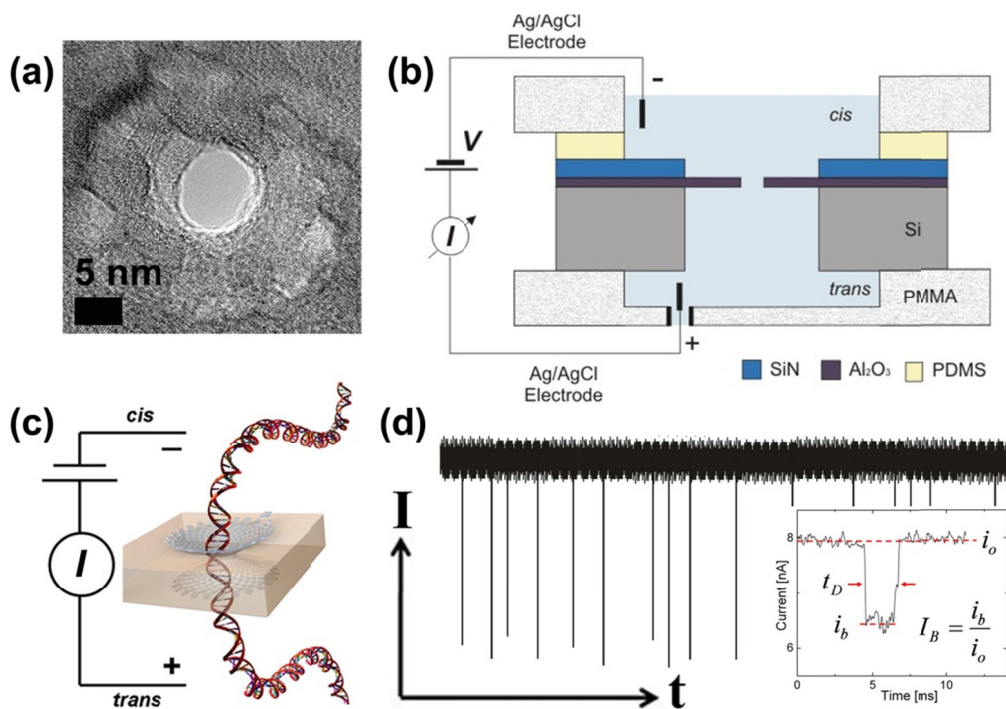 (a)
5 nm
(b)
Ag/AgCl
Electrode
-
cis
V
I
Si
trans
PMMA
+
Ag/AgCl
Electrode
SiN
Al₂O₃
PDMS
(c)
cis
−
I
+
trans
(d)
I
t
8
6
Current [nA]
i_o
t_D
i_b
I_B = i_b / i_o
0 5 10
Time [ms]